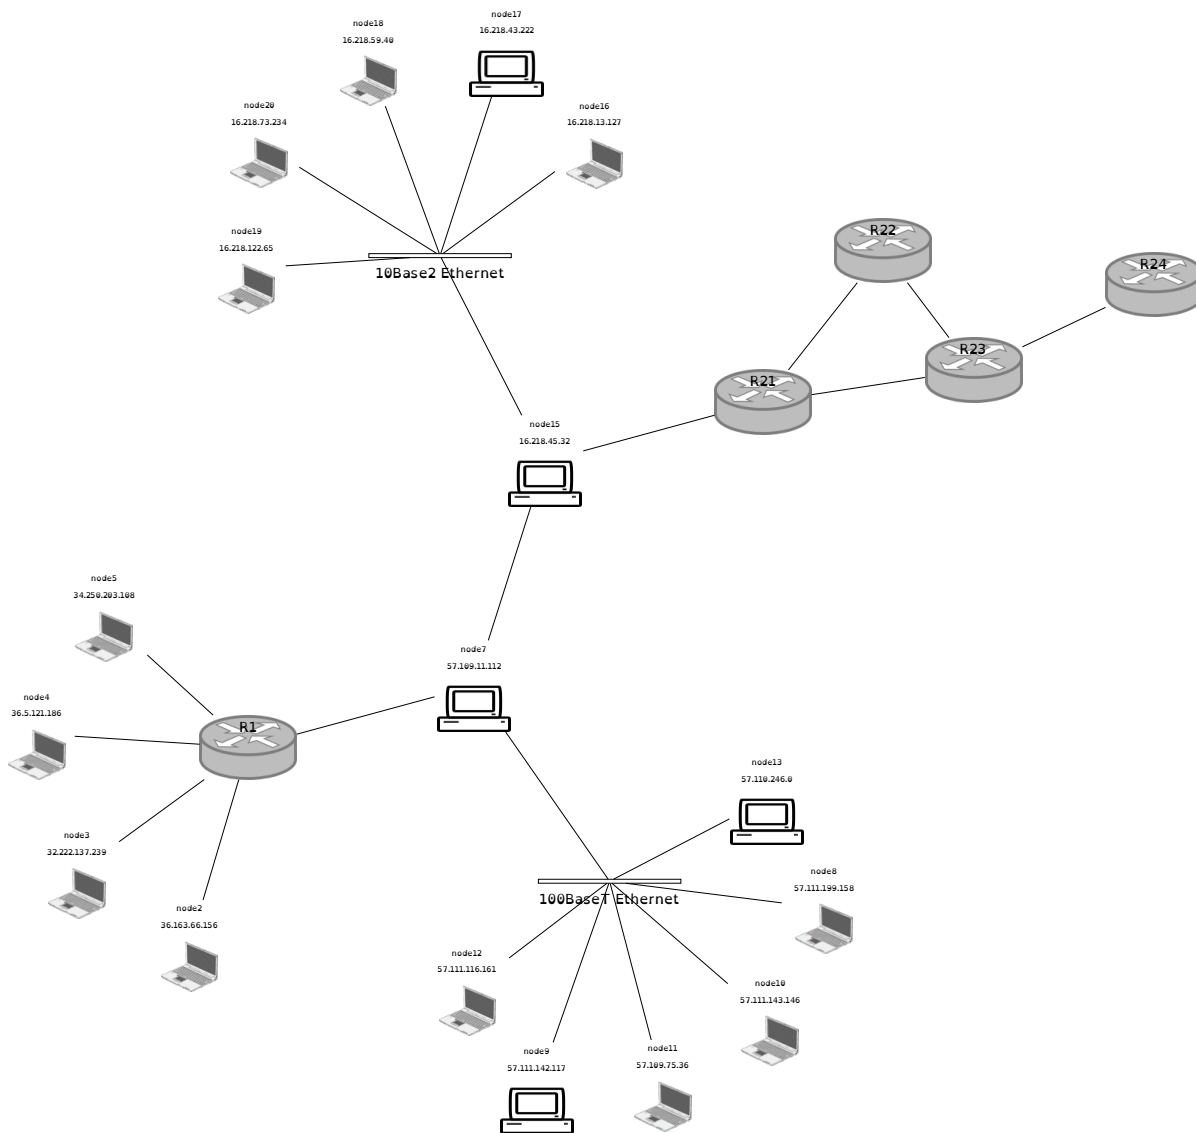 node18
16.218.59.40
node17
16.218.43.222
node20
16.218.73.234
node16
16.218.13.127
node19
16.218.122.65
10Base2 Ethernet
R22
R24
R23
R21
node15
16.218.45.32
node5
34.250.203.108
node7
57.109.11.112
node4
36.5.121.186
R1
node13
57.110.246.0
node3
32.222.137.239
node8
57.111.199.158
100BaseT Ethernet
node2
36.163.66.156
node12
57.111.116.161
node10
57.111.143.146
node9
57.111.142.117
node11
57.109.75.36